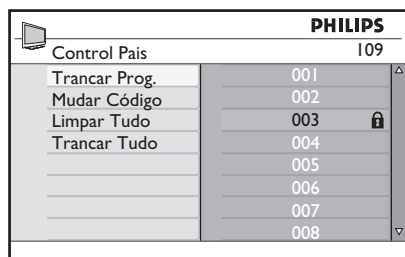 PHILIPS
Control Pais 109
Trancar Prog. 001
Mudar Código 002
Limpar Tudo 003
Trancar Tudo 004
005
006
007
008